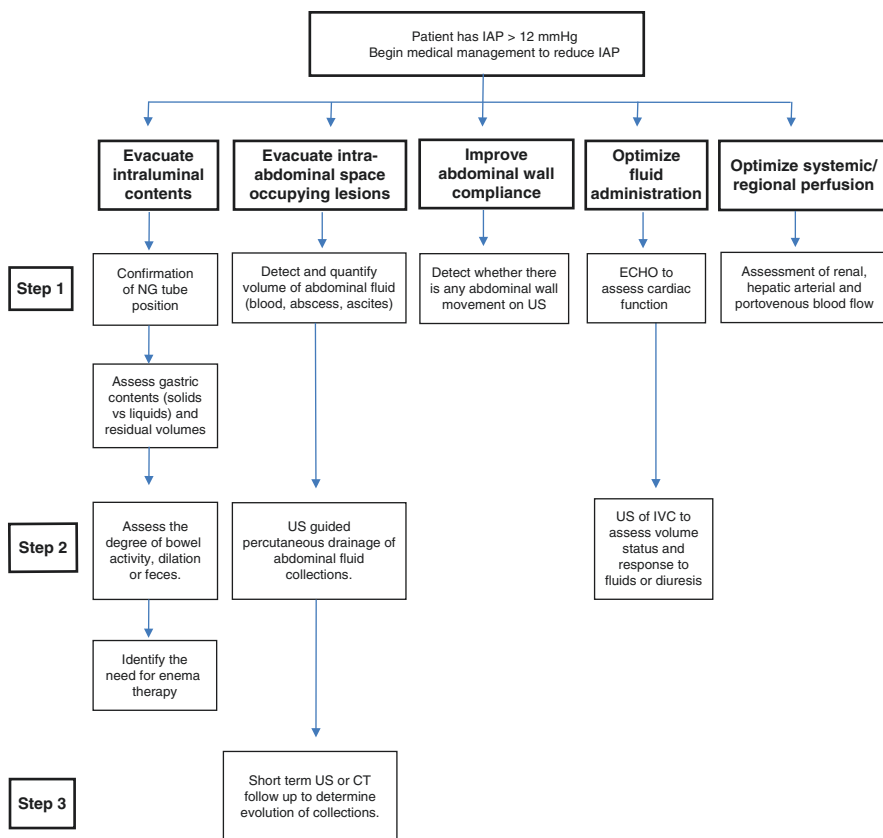 Patient has IAP > 12 mmHg
Begin medical management to reduce IAP
Evacuate
intraluminal
contents
Evacuate intra-
abdominal space
occupying lesions
Improve
abdominal wall
compliance
Optimize
fluid
administration
Optimize systemic/
regional perfusion
Step 1
Confirmation
of NG tube
position
Detect and quantify
volume of abdominal fluid
(blood, abscess, ascites)
Detect whether there
is any abdominal wall
movement on US
ECHO to
assess cardiac
function
Assessment of renal,
hepatic arterial and
portovenous blood flow
Assess gastric
contents (solids
vs liquids) and
residual volumes
Step 2
Assess the
degree of bowel
activity, dilation
or feces.
US guided
percutaneous drainage of
abdominal fluid
collections.
US of IVC to
assess volume
status and
response to
fluids or diuresis
Identify the
need for enema
therapy
Step 3
Short term US or CT
follow up to determine
evolution of collections.